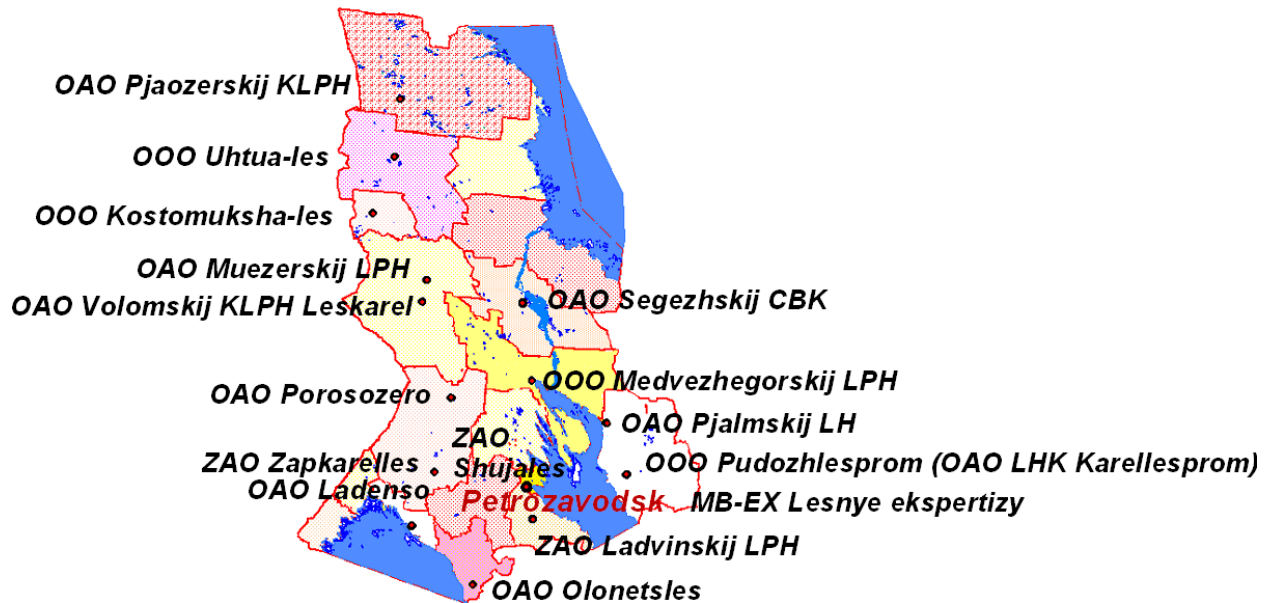 OAO Pjaozerskij KLPH
OOO Uhtua-les
OOO Kostomuksha-les
OAO Muezerskij LPH
OAO Volomskij KLPH Leskarel
OAO Segezhskij CBK
OOO Medvezhegorskij LPH
OAO Porosozero
OAO Pjalmskij LH
ZAO
Shujales
ZAO Zapkarelles
OOO Pudozhlesprom (OAO LHK Karellesprom)
OAO Ladenso
Petrozavodsk
MB-EX Lesnye ekspertizy
ZAO Ladvinskij LPH
OAO Olonetsles